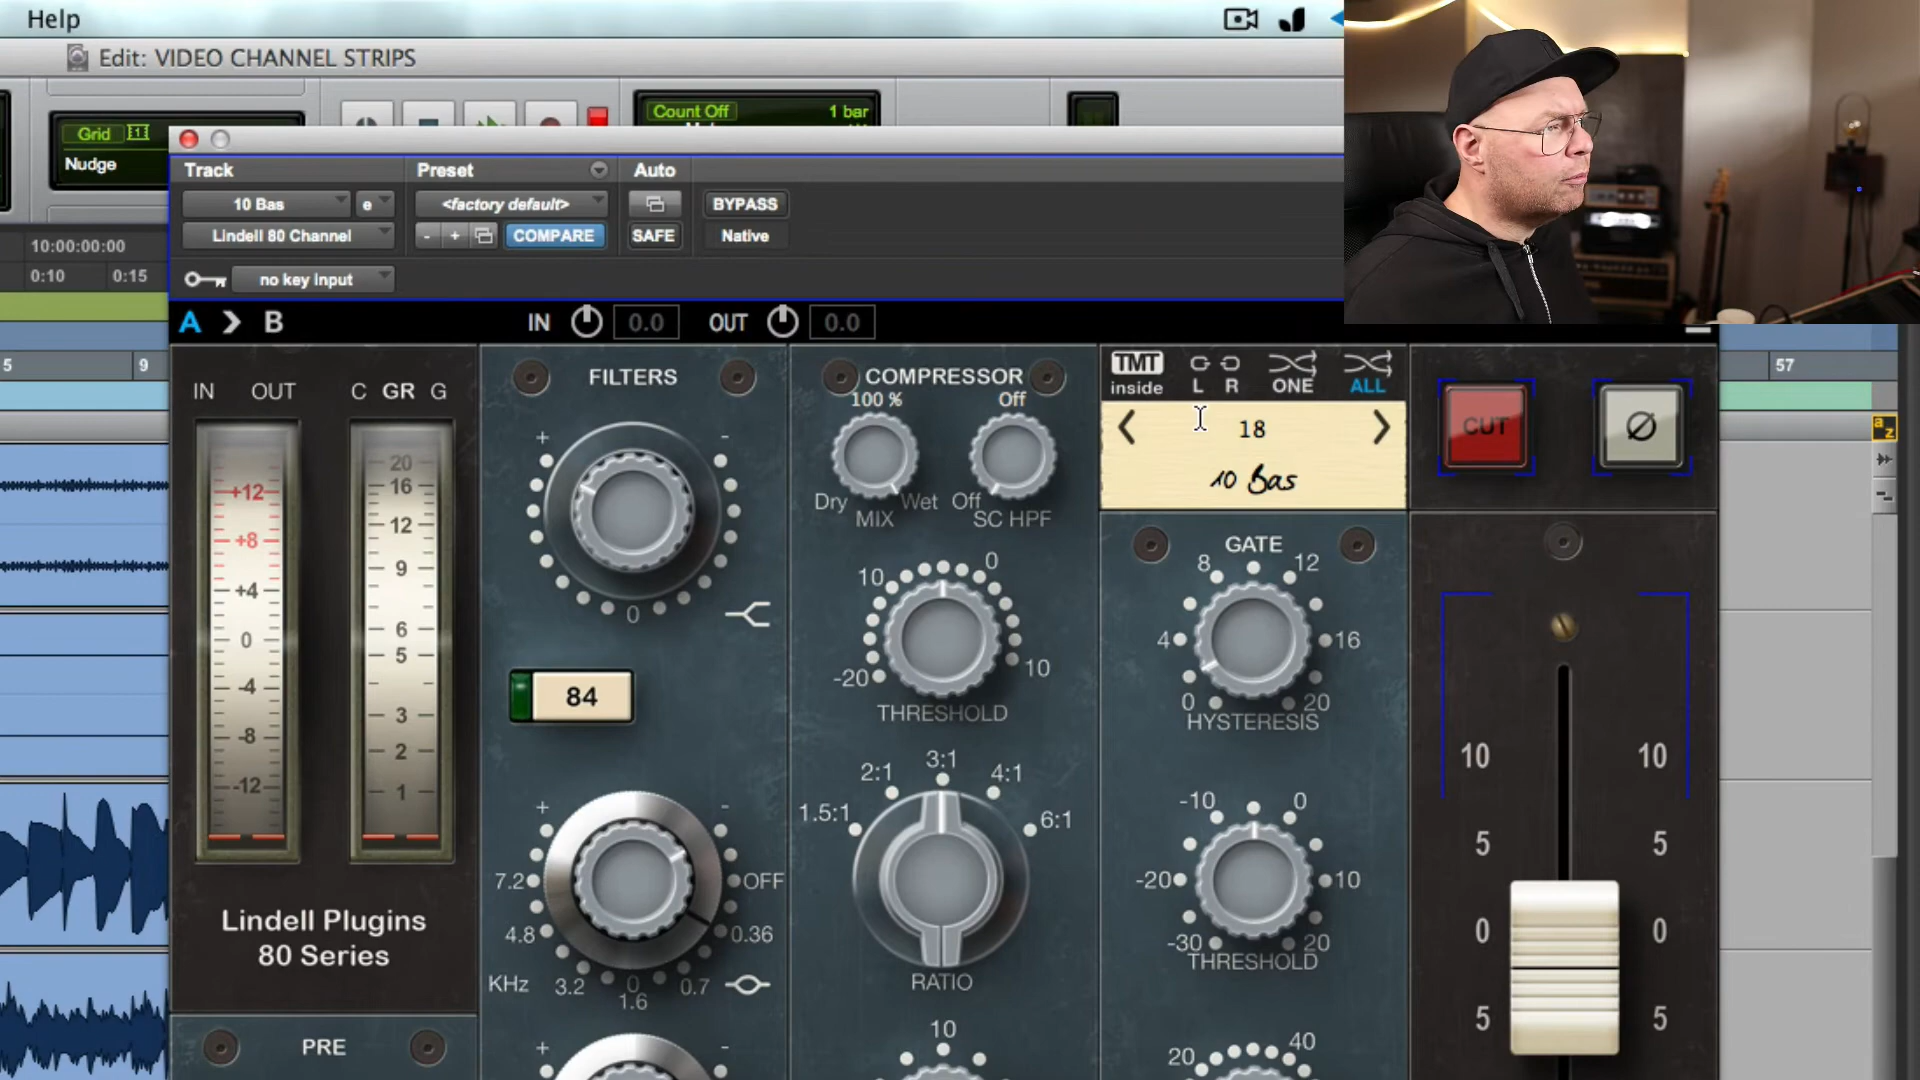 Help
Edit: VIDEO CHANNEL STRIPS
Grid
Nudge
Count Off 1 bar
Track
Preset
Auto
10 Bas
e
<factory default>
BYPASS
Lindell 80 Channel
- +
COMPARE
SAFE
Native
no key input
10:00:00:00
0:10 0:15
5 9
57
A B
IN 0.0 OUT 0.0
IN OUT
C GR G
+12
+8
+4
0
-4
-8
-12
20
16
12
9
6
5
3
2
1
Lindell Plugins
80 Series
PRE
FILTERS
+ -
0
84
+ -
7.2 OFF
4.8 0.36
KHz 3.2 0 0.7
1.6
+ -
COMPRESSOR
100 % Off
Dry Wet Off
MIX SC HPF
10 0
-20 10
THRESHOLD
3:1
2:1 4:1
1.5:1 6:1
RATIO
10
TMT
inside
L R
ONE
ALL
18
10 Bas
GATE
8 12
4 16
0 20
HYSTERESIS
-10 0
-20 10
-30 20
THRESHOLD
20 40
CUT
Ø
10 10
5 5
0 0
5 5
a z